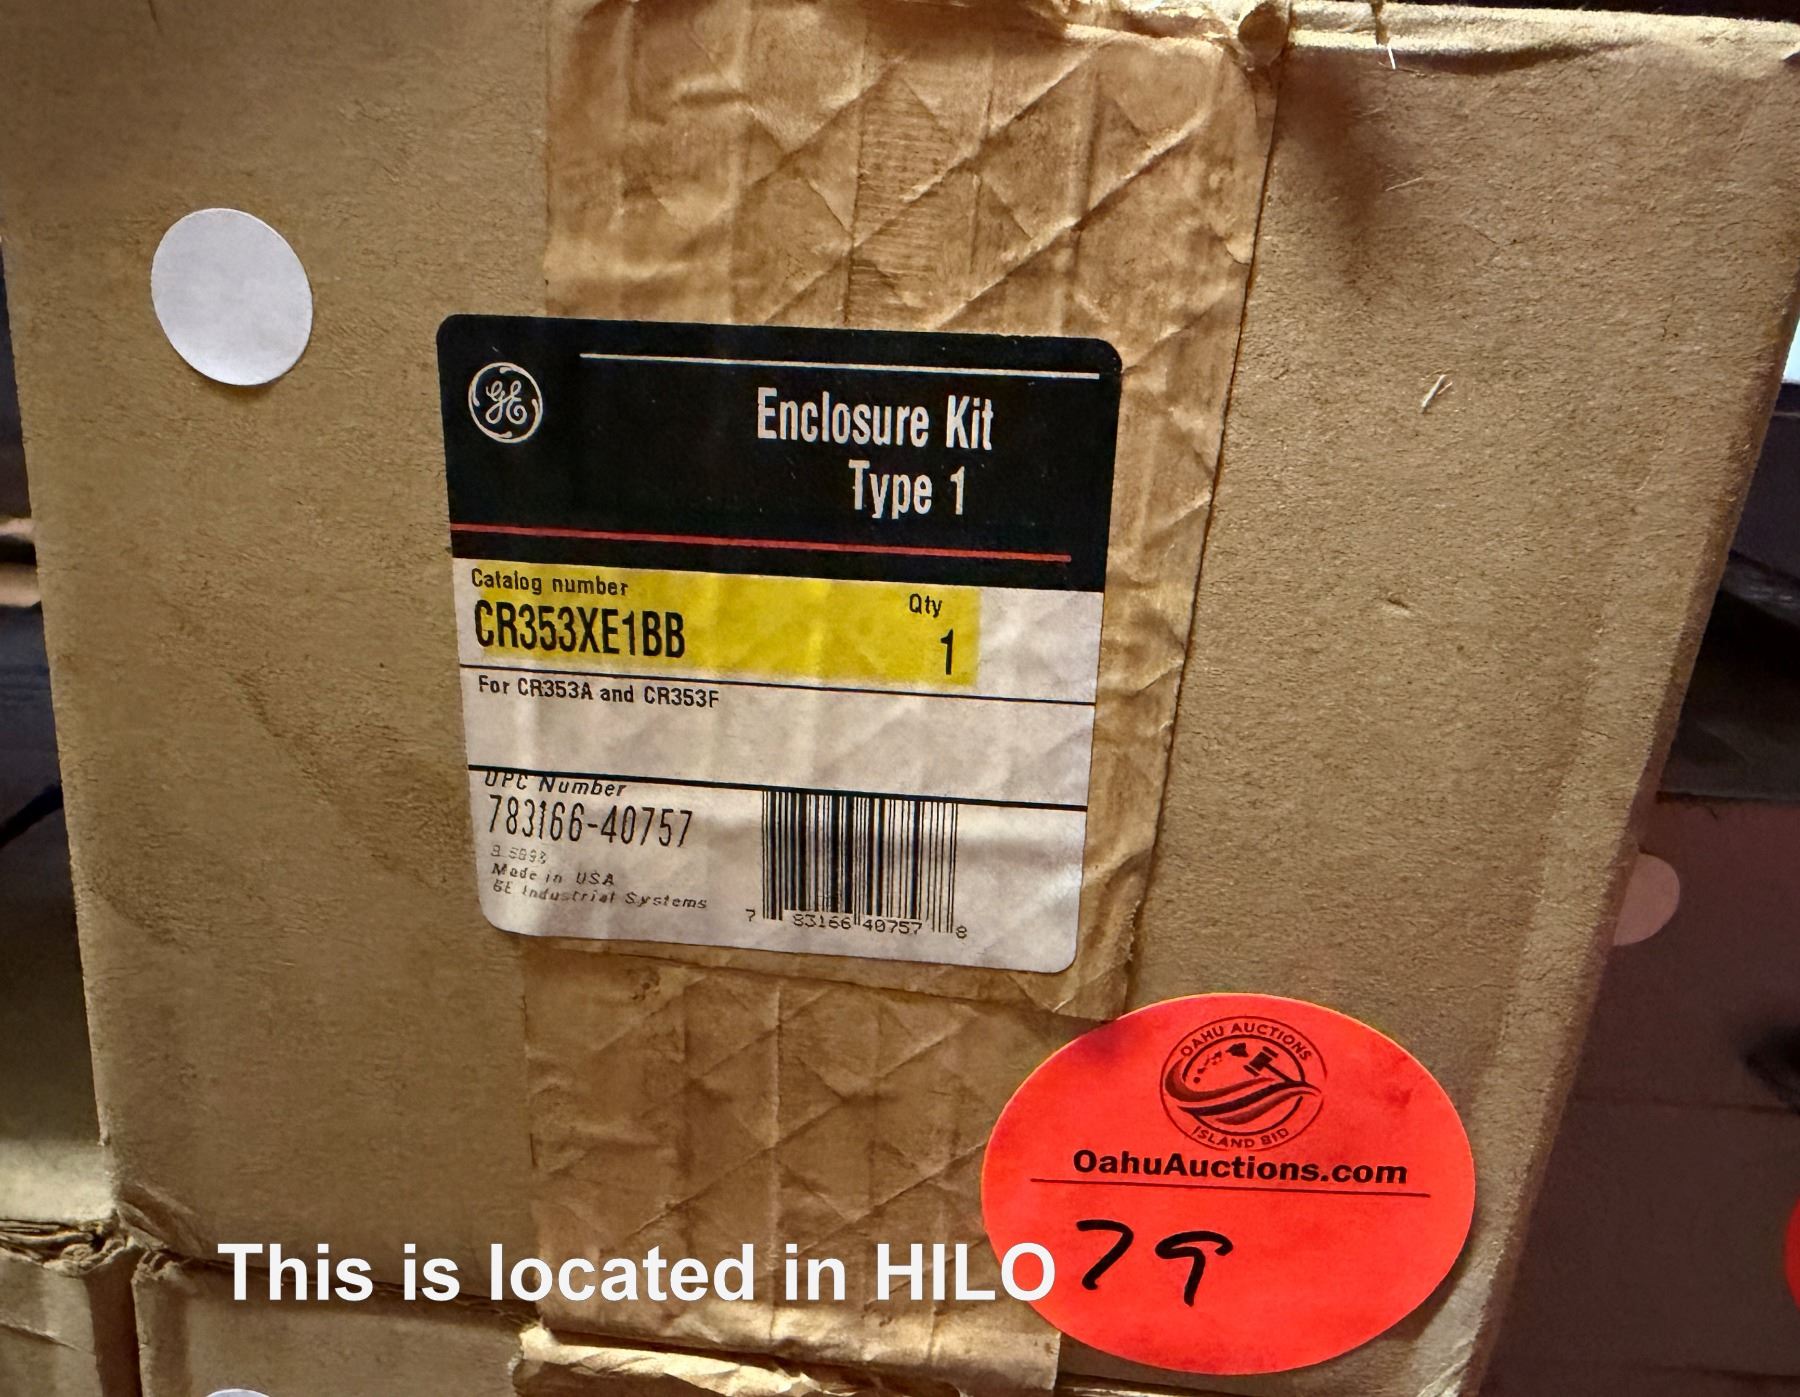 GE
Enclosure Kit
Type 1
Catalog number
Qty
CR353XE1BB
1
For CR353A and CR353F
UPC Number
783166-40757
Made in USA
GE Industrial Systems
7 83166 40757 8
OAHU AUCTIONS
ISLAND BID
OahuAuctions.com
79
This is located in HILO